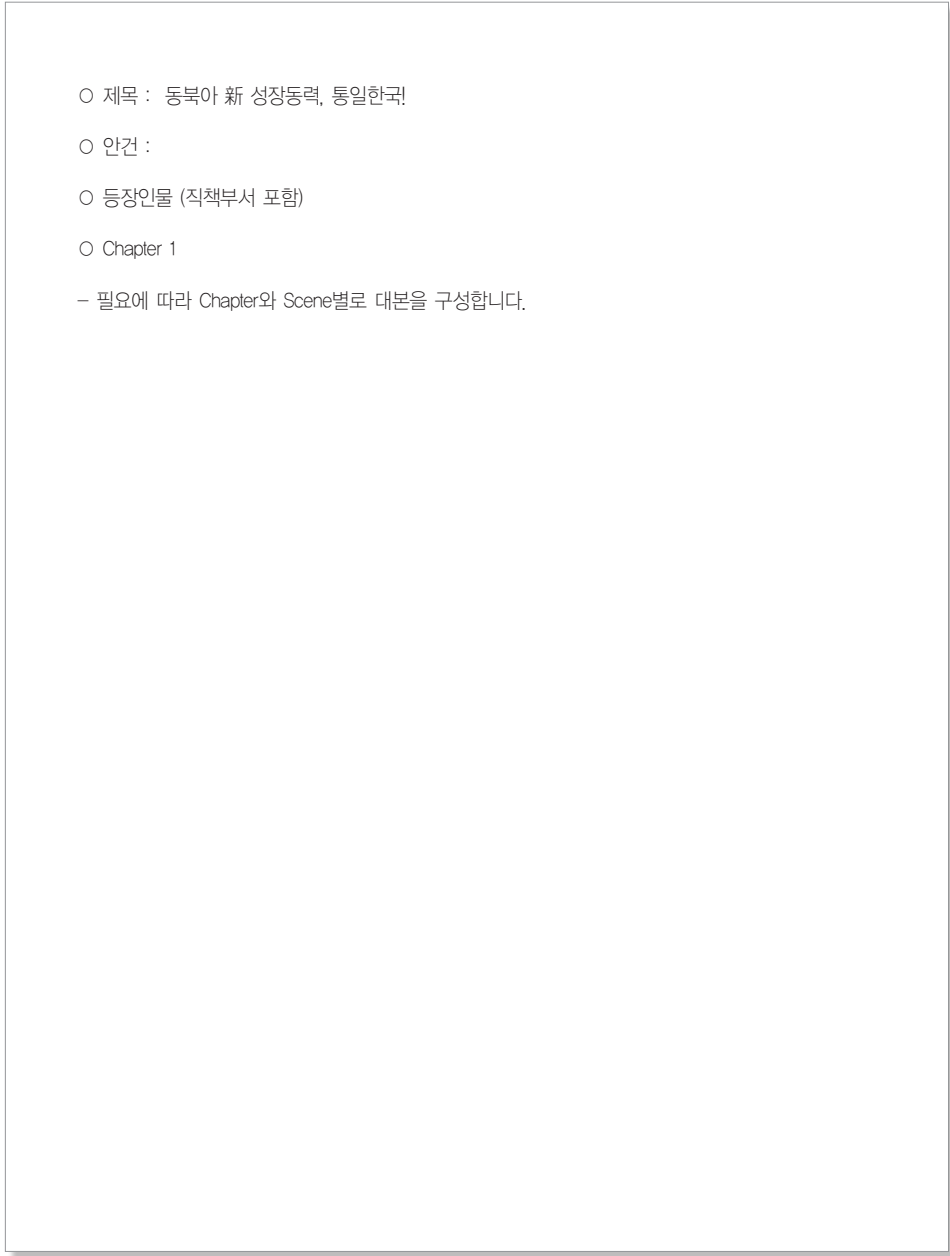 ○ 제목 : 동북아 新 성장동력, 통일한국!
○ 안건 :
○ 등장인물 (직책부서 포함)
○ Chapter 1
- 필요에 따라 Chapter와 Scene별로 대본을 구성합니다.